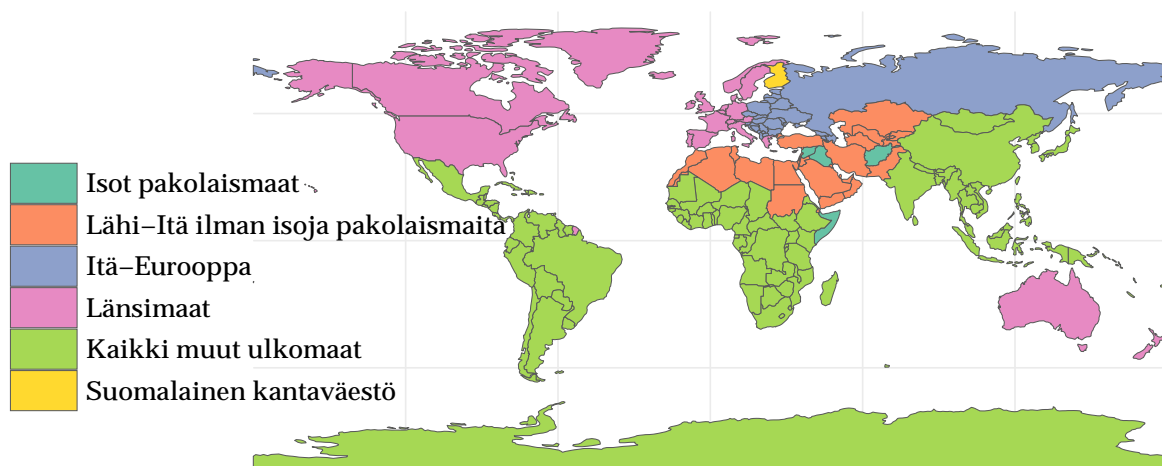 Isot pakolaismaat
Lähi−Itä ilman isoja pakolaismaita
Itä−Eurooppa
Länsimaat
Kaikki muut ulkomaat
Suomalainen kantaväestö